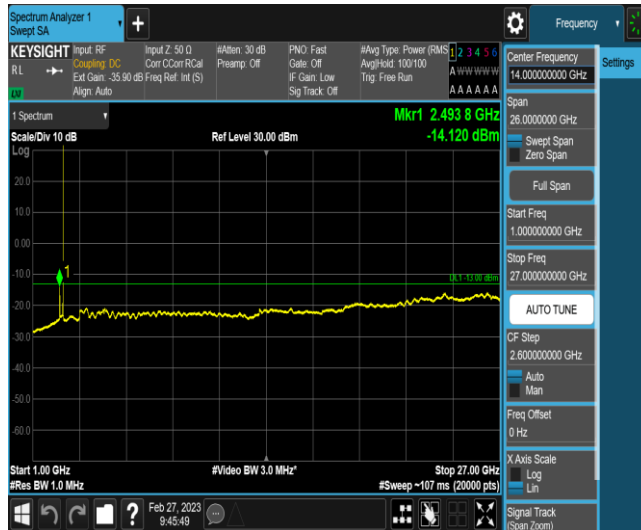 Spectrum Analyzer 1
Swept SA
Frequency
KEYSIGHT
RL
Input: RF
Coupling: DC
Ext Gain: -35.90 dB
Align: Auto
Input Z: 50 Ω
Corr CCorr RCal
Freq Ref: Int (S)
#Atten: 30 dB
Preamp: Off
PNO: Fast
Gate: Off
IF Gain: Low
Sig Track: Off
#Avg Type: Power (RMS
Avg|Hold: 100/100
Trig: Free Run
1 2 3 4 5 6
A W W W W W
A A A A A A
LXI
1 Spectrum
Scale/Div 10 dB
Log
Ref Level 30.00 dBm
Mkr1 2.493 8 GHz
-14.120 dBm
20.0
10.0
0.00
-10.0
-20.0
-30.0
-40.0
-50.0
-60.0
1
DL1 -13.00 dBm
Start 1.00 GHz
#Res BW 1.0 MHz
#Video BW 3.0 MHz*
Stop 27.00 GHz
#Sweep ~107 ms (20000 pts)
?
Feb 27, 2023
9:45:49
Center Frequency
14.000000000 GHz
Span
26.0000000 GHz
Swept Span
Zero Span
Full Span
Start Freq
1.000000000 GHz
Stop Freq
27.000000000 GHz
AUTO TUNE
CF Step
2.600000000 GHz
Auto
Man
Freq Offset
0 Hz
X Axis Scale
Log
Lin
Signal Track
(Span Zoom)
Settings